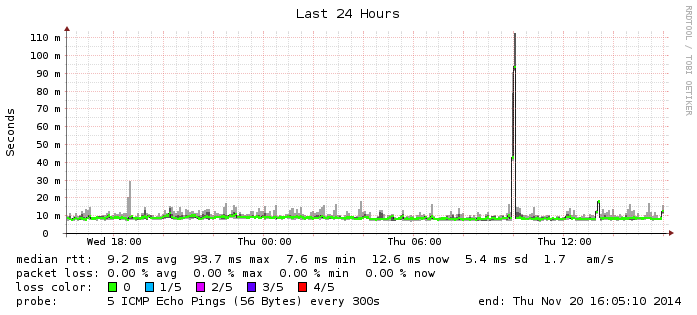 Last 24 Hours
RRDTOOL / TOBI OETIKER
Seconds
110 m
100 m
90 m
80 m
70 m
60 m
50 m
40 m
30 m
20 m
10 m
0
Wed 18:00 Thu 00:00 Thu 06:00 Thu 12:00
median rtt: 9.2 ms avg 93.7 ms max 7.6 ms min 12.6 ms now 5.4 ms sd 1.7 am/s
packet loss: 0.00 % avg 0.00 % max 0.00 % min 0.00 % now
loss color: 0 1/5 2/5 3/5 4/5
probe: 5 ICMP Echo Pings (56 Bytes) every 300s end: Thu Nov 20 16:05:10 2014